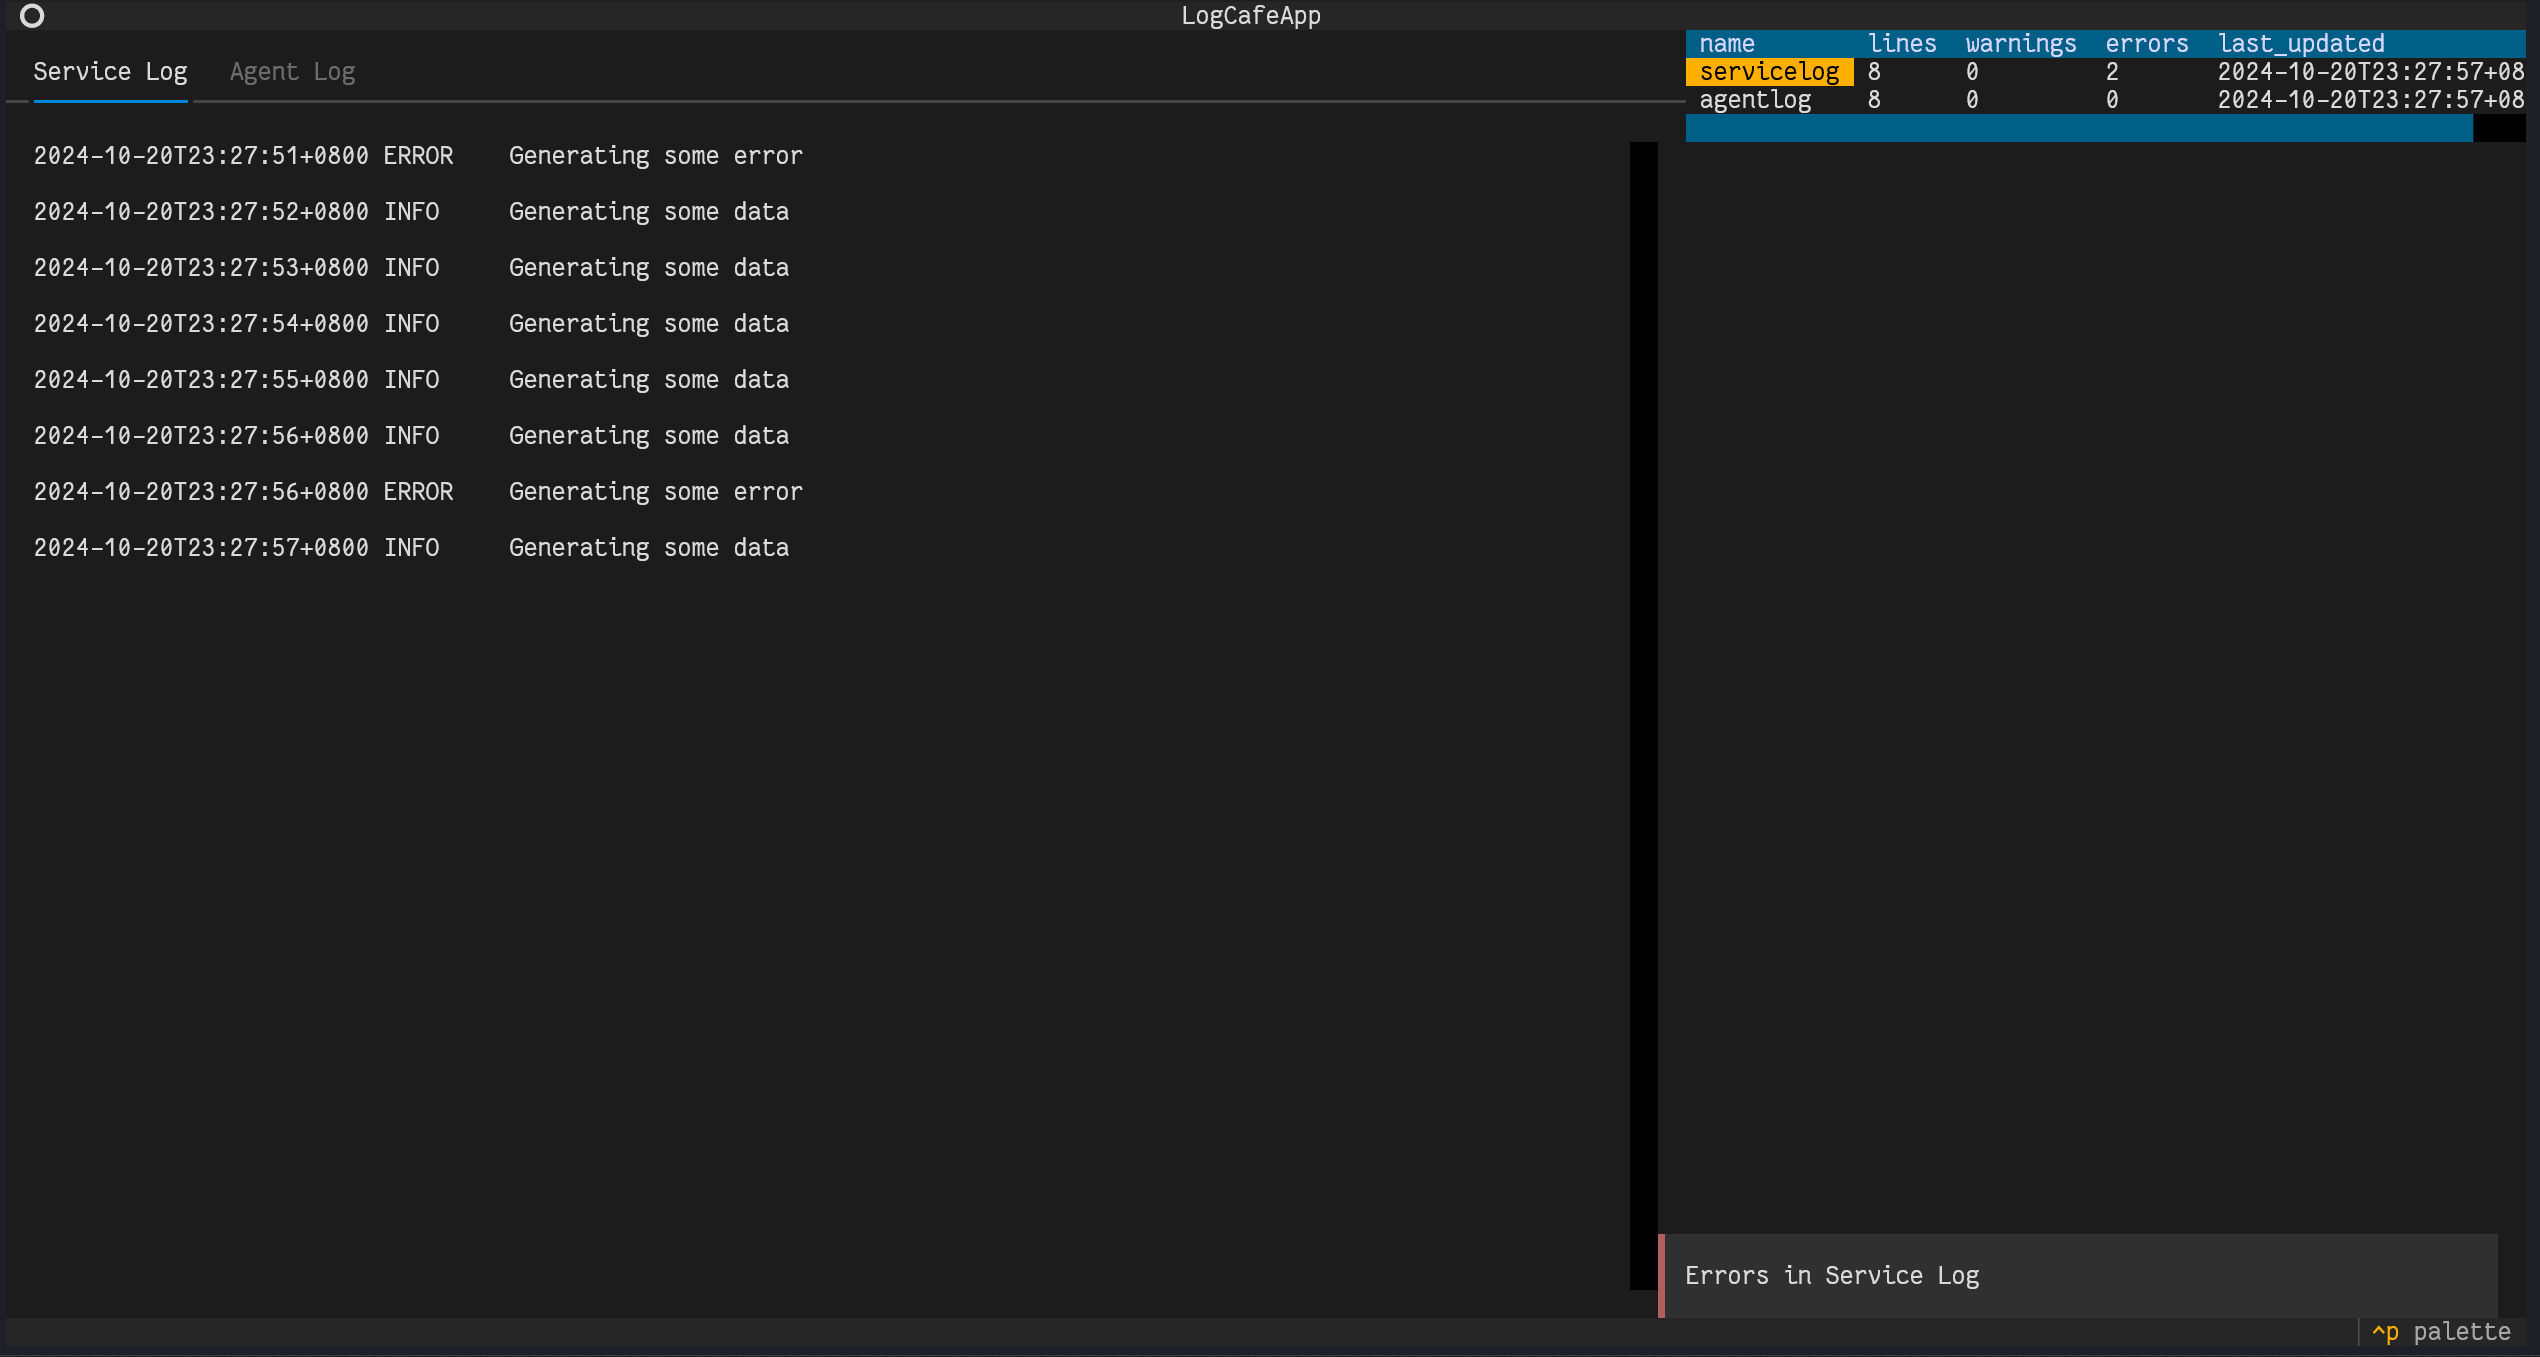 LogCafeApp
Service Log Agent Log
2024-10-20T23:27:51+0800 ERROR Generating some error
2024-10-20T23:27:52+0800 INFO Generating some data
2024-10-20T23:27:53+0800 INFO Generating some data
2024-10-20T23:27:54+0800 INFO Generating some data
2024-10-20T23:27:55+0800 INFO Generating some data
2024-10-20T23:27:56+0800 INFO Generating some data
2024-10-20T23:27:56+0800 ERROR Generating some error
2024-10-20T23:27:57+0800 INFO Generating some data
name lines warnings errors last_updated
servicelog 8 0 2 2024-10-20T23:27:57+08
agentlog 8 0 0 2024-10-20T23:27:57+08
Errors in Service Log
^p palette